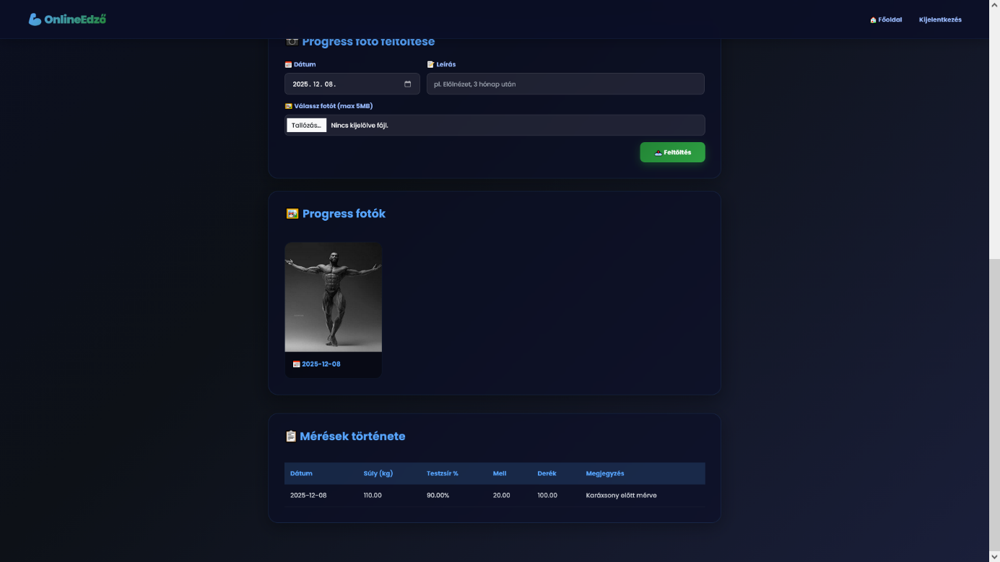 OnlineEdző
Főoldal
Kijelentkezés
Progress fotó feltöltése
Dátum
Leírás
2025. 12. 08.
pl. Előlnézet, 3 hónap után
Válassz fotót (max 5MB)
Tallózás... Nincs kijelölve fájl.
Feltöltés
Progress fotók
2025-12-08
Mérések története
Dátum Súly (kg) Testzsír % Mell Derék Megjegyzés
2025-12-08 110.00 90.00% 20.00 100.00 Karáxsony előtt mérve